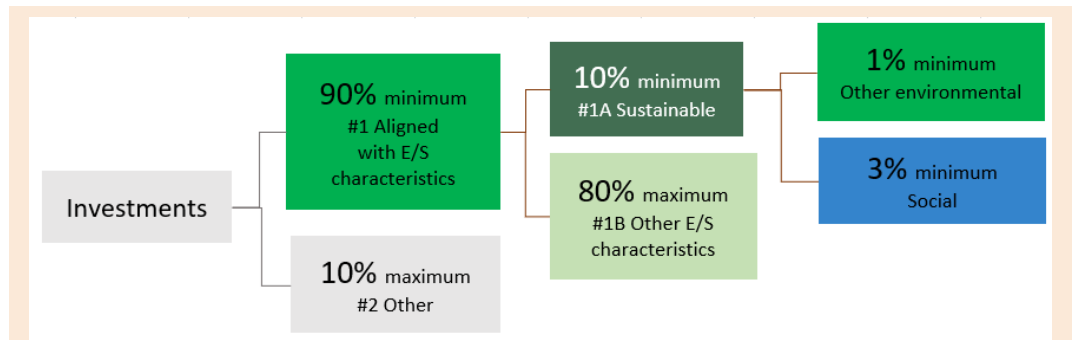 Investments
90% minimum
#1 Aligned
with E/S
characteristics
10% maximum
#2 Other
10% minimum
#1A Sustainable
80% maximum
#1B Other E/S
characteristics
1% minimum
Other environmental
3% minimum
Social